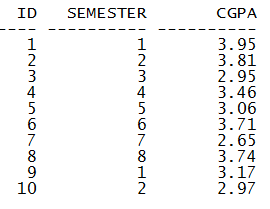 ID SEMESTER CGPA
---- ---------- ----------
1 1 3.95
2 2 3.81
3 3 2.95
4 4 3.46
5 5 3.06
6 6 3.71
7 7 2.65
8 8 3.74
9 1 3.17
10 2 2.97